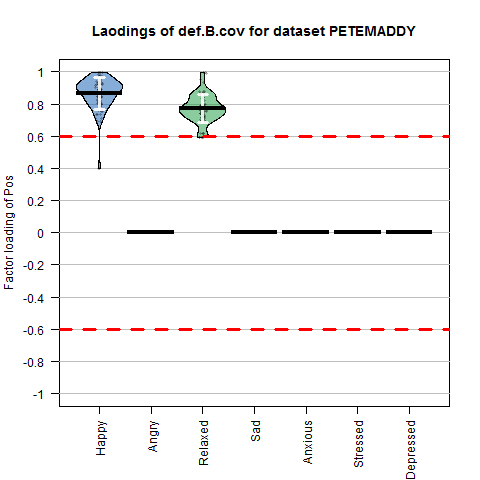 Laodings of def.B.cov for dataset PETEMADDY
Factor loading of Pos
1
0.8
0.6
0.4
0.2
0
-0.2
-0.4
-0.6
-0.8
-1
Happy
Angry
Relaxed
Sad
Anxious
Stressed
Depressed